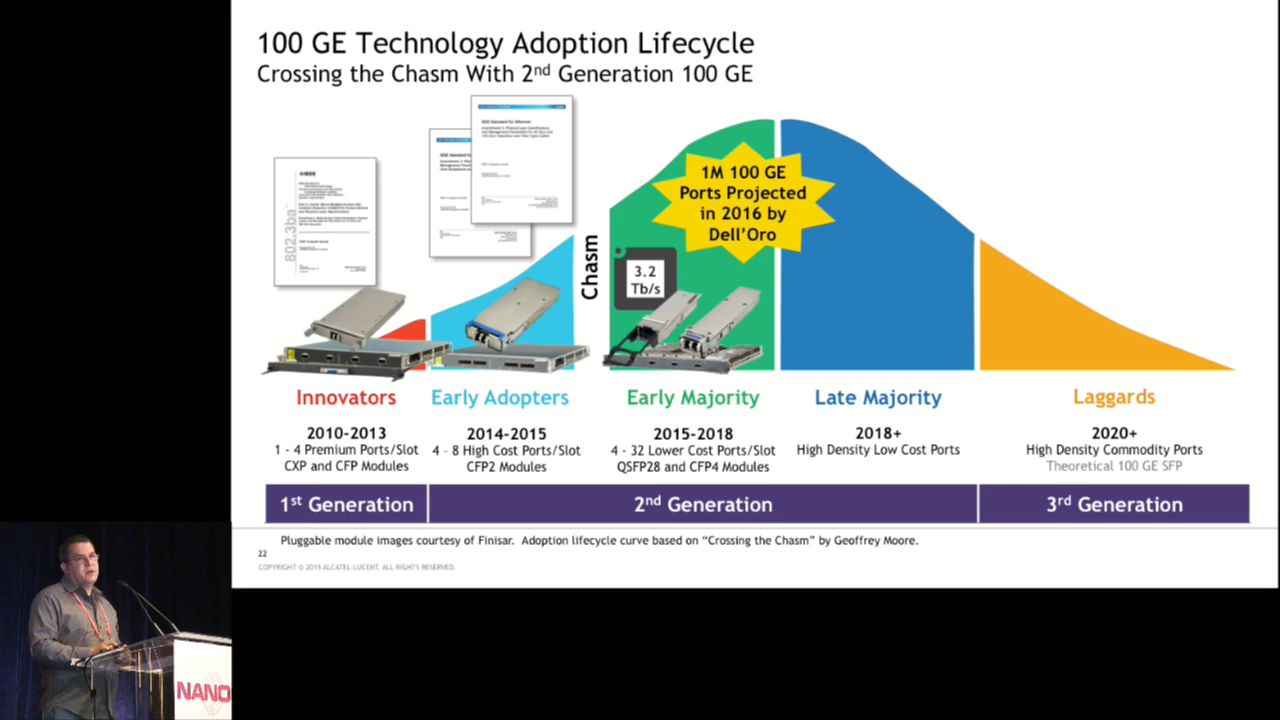 100 GE Technology Adoption Lifecycle
Crossing the Chasm With 2nd Generation 100 GE
IEEE
802.3ba
IEEE Standard for Ethernet
Chasm
1M 100 GE
Ports Projected
in 2016 by
Dell'Oro
3.2
Tb/s
Innovators
2010-2013
1 - 4 Premium Ports/Slot
CXP and CFP Modules
Early Adopters
2014-2015
4 - 8 High Cost Ports/Slot
CFP2 Modules
Early Majority
2015-2018
4 - 32 Lower Cost Ports/Slot
QSFP28 and CFP4 Modules
Late Majority
2018+
High Density Low Cost Ports
Laggards
2020+
High Density Commodity Ports
Theoretical 100 GE SFP
1st Generation
2nd Generation
3rd Generation
Pluggable module images courtesy of Finisar. Adoption lifecycle curve based on "Crossing the Chasm" by Geoffrey Moore.
22
COPYRIGHT © 2015 ALCATEL-LUCENT. ALL RIGHTS RESERVED.
NANO